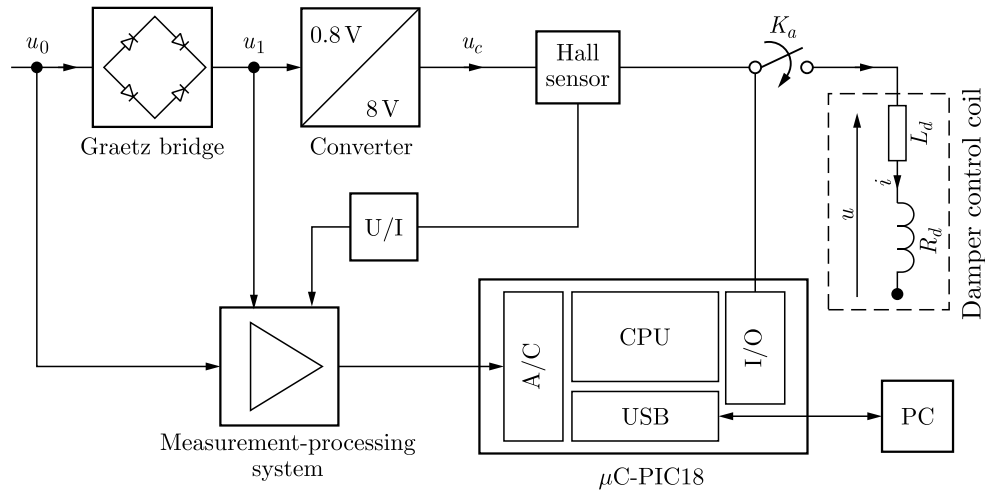 u0
u1
0.8 V
8 V
uc
Hall
sensor
Ka
Graetz bridge
Converter
Ld
i
u
Rd
Damper control coil
U/I
A/C
CPU
I/O
USB
PC
Measurement-processing
system
μC-PIC18